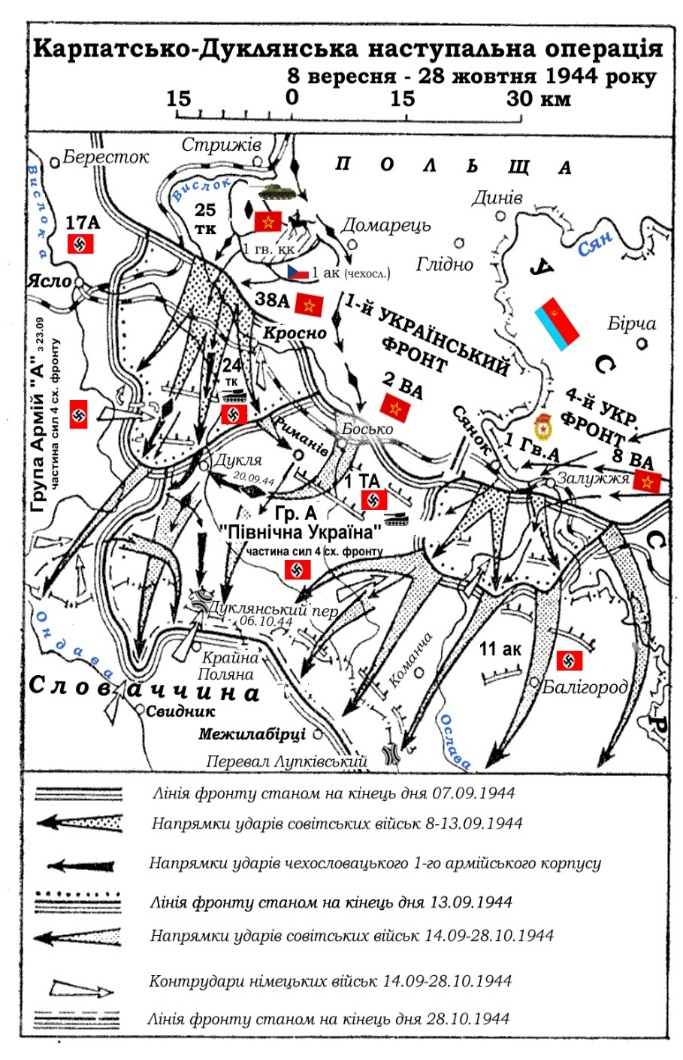 Карпатсько-Дуклянська наступальна операція
8 вересня - 28 жовтня 1944 року
15 0 15 30 км
Бересток
Стрижів
ПОЛЬЩА
Вислока
Вислок
17А
25
тк
Динів
Домарець
Глідно
Сян
1 гв. кк
1 ак (чехосл.)
Ясло
38А
1-й УКРАЇНСЬКИЙ
ФРОНТ
У С С Р
Бірча
Кросно
Група Армій "А" з 23.09
частина сил 4 сх. фронту
24
тк
2 ВА
4-й УКР.
ФРОНТ
Риманів
Босько
Сянок
1 Гв.А
8 ВА
Дукля
20.09.44
1 ТА
Залужжя
Гр. А
"Північна Україна"
частина сил 4 сх. фронту
Дуклянський пер.
06.10.44
Ондава
Команча
11 ак
Крайна
Поляна
Балігород
Словаччина
Свидник
Межилабірці
Ослава
Перевал Лупківський
Лінія фронту станом на кінець дня 07.09.1944
Напрямки ударів совітських військ 8-13.09.1944
Напрямки ударів чехословацького 1-го армійського корпусу
Лінія фронту станом на кінець дня 13.09.1944
Напрямки ударів совітських військ 14.09-28.10.1944
Контрудари німецьких військ 14.09-28.10.1944
Лінія фронту станом на кінець дня 28.10.1944